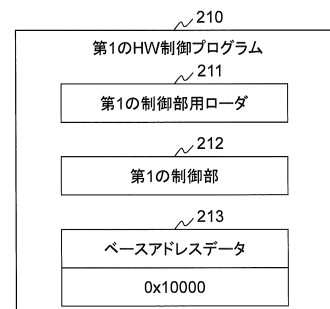 210
第1のHW制御プログラム
211
第1の制御部用ローダ
212
第1の制御部
213
ベースアドレスデータ
0x10000